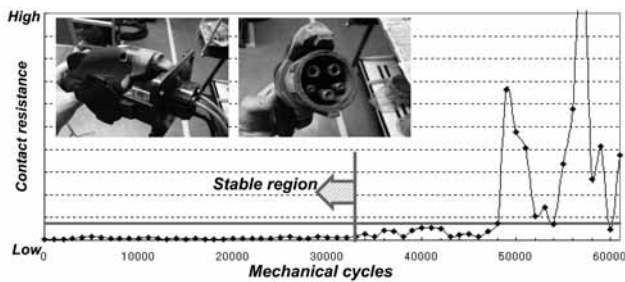 High
Contact resistance
Stable region
Low
0 10000 20000 30000 40000 50000 60000
Mechanical cycles